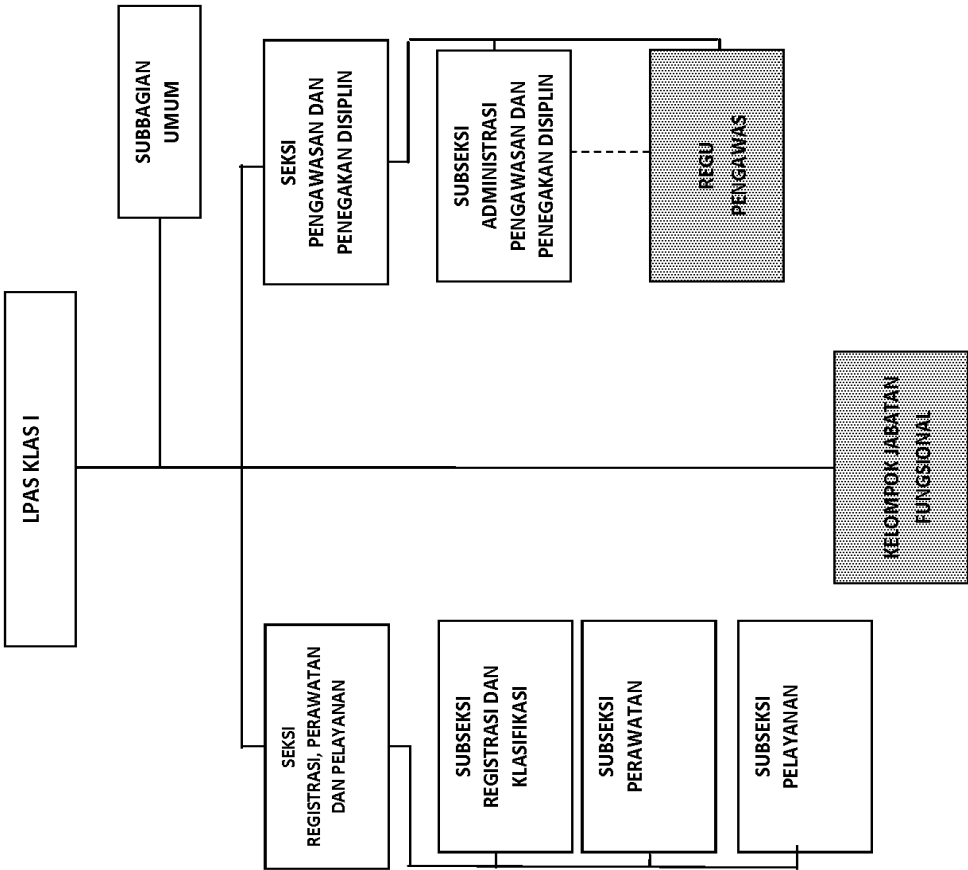 LPAS KLAS I
SUBBAGIAN
UMUM
SEKSI
REGISTRASI, PERAWATAN
DAN PELAYANAN
SEKSI
PENGAWASAN DAN
PENEGAKAN DISIPLIN
SUBSEKSI
REGISTRASI DAN
KLASIFIKASI
SUBSEKSI
PERAWATAN
SUBSEKSI
PELAYANAN
SUBSEKSI
ADMINISTRASI
PENGAWASAN DAN
PENEGAKAN DISIPLIN
REGU
PENGAWAS
KELOMPOK JABATAN
FUNGSIONAL